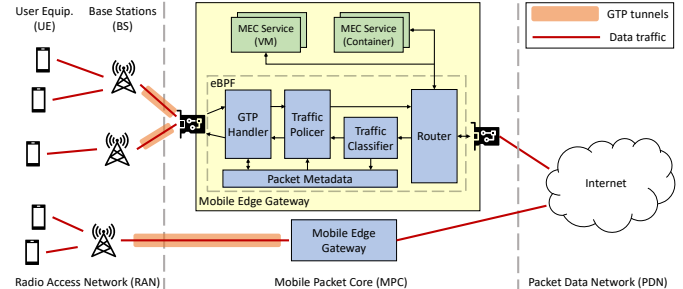 User Equip.
(UE)
Base Stations
(BS)
MEC Service
(VM)
MEC Service
(Container)
GTP tunnels
Data traffic
eBPF
GTP
Handler
Traffic
Policer
Traffic
Classifier
Router
Packet Metadata
Mobile Edge Gateway
Internet
Mobile Edge
Gateway
Radio Access Network (RAN)
Mobile Packet Core (MPC)
Packet Data Network (PDN)